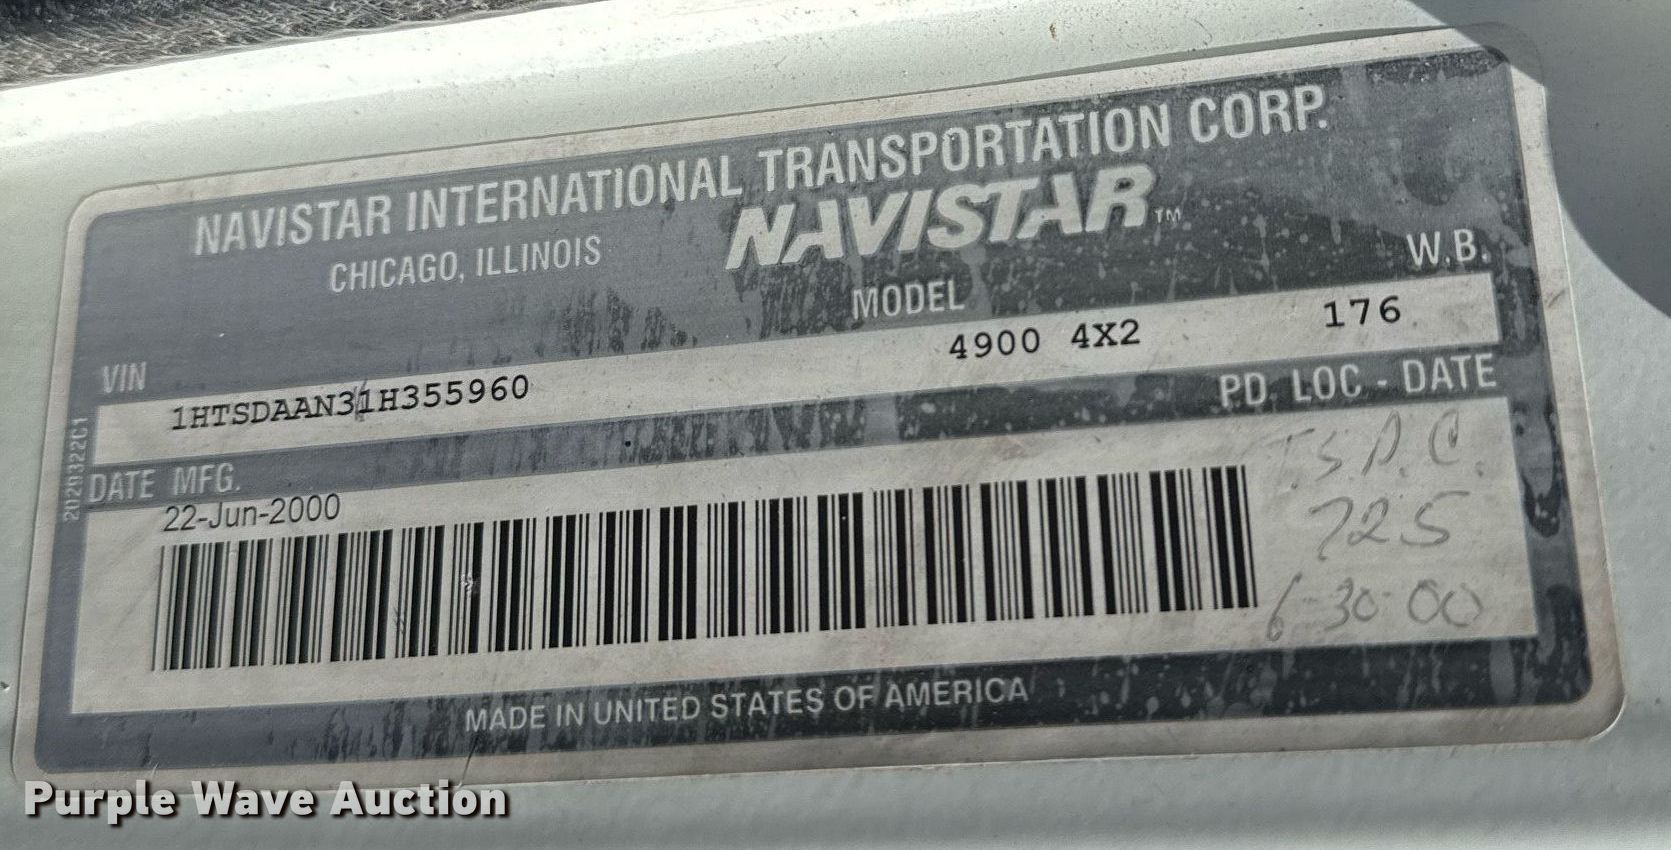 NAVISTAR INTERNATIONAL TRANSPORTATION CORP.
CHICAGO, ILLINOIS
NAVISTAR™
VIN
MODEL
W.B.
1HTSDAAN31H355960
4900 4X2
176
DATE MFG.
PD. LOC - DATE
22-Jun-2000
T.S.P.C.
725
6-30-00
2029322C1
MADE IN UNITED STATES OF AMERICA
Purple Wave Auction